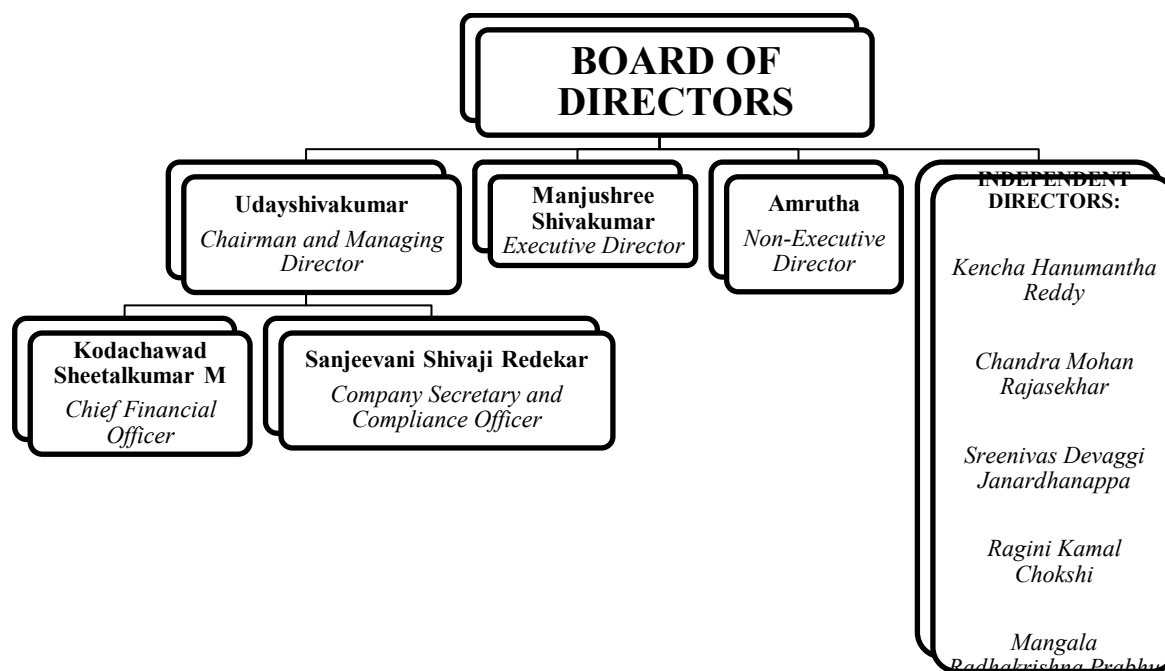 BOARD OF
DIRECTORS
Udayshivakumar
Chairman and Managing
Director
Manjushree
Shivakumar
Executive Director
Amrutha
Non-Executive
Director
INDEPENDENT
DIRECTORS:
Kencha Hanumantha
Reddy
Chandra Mohan
Rajasekhar
Sreenivas Devaggi
Janardhanappa
Ragini Kamal
Chokshi
Mangala
Radhakrishna Prabhu
Kodachawad
Sheetalkumar M
Chief Financial
Officer
Sanjeevani Shivaji Redekar
Company Secretary and
Compliance Officer